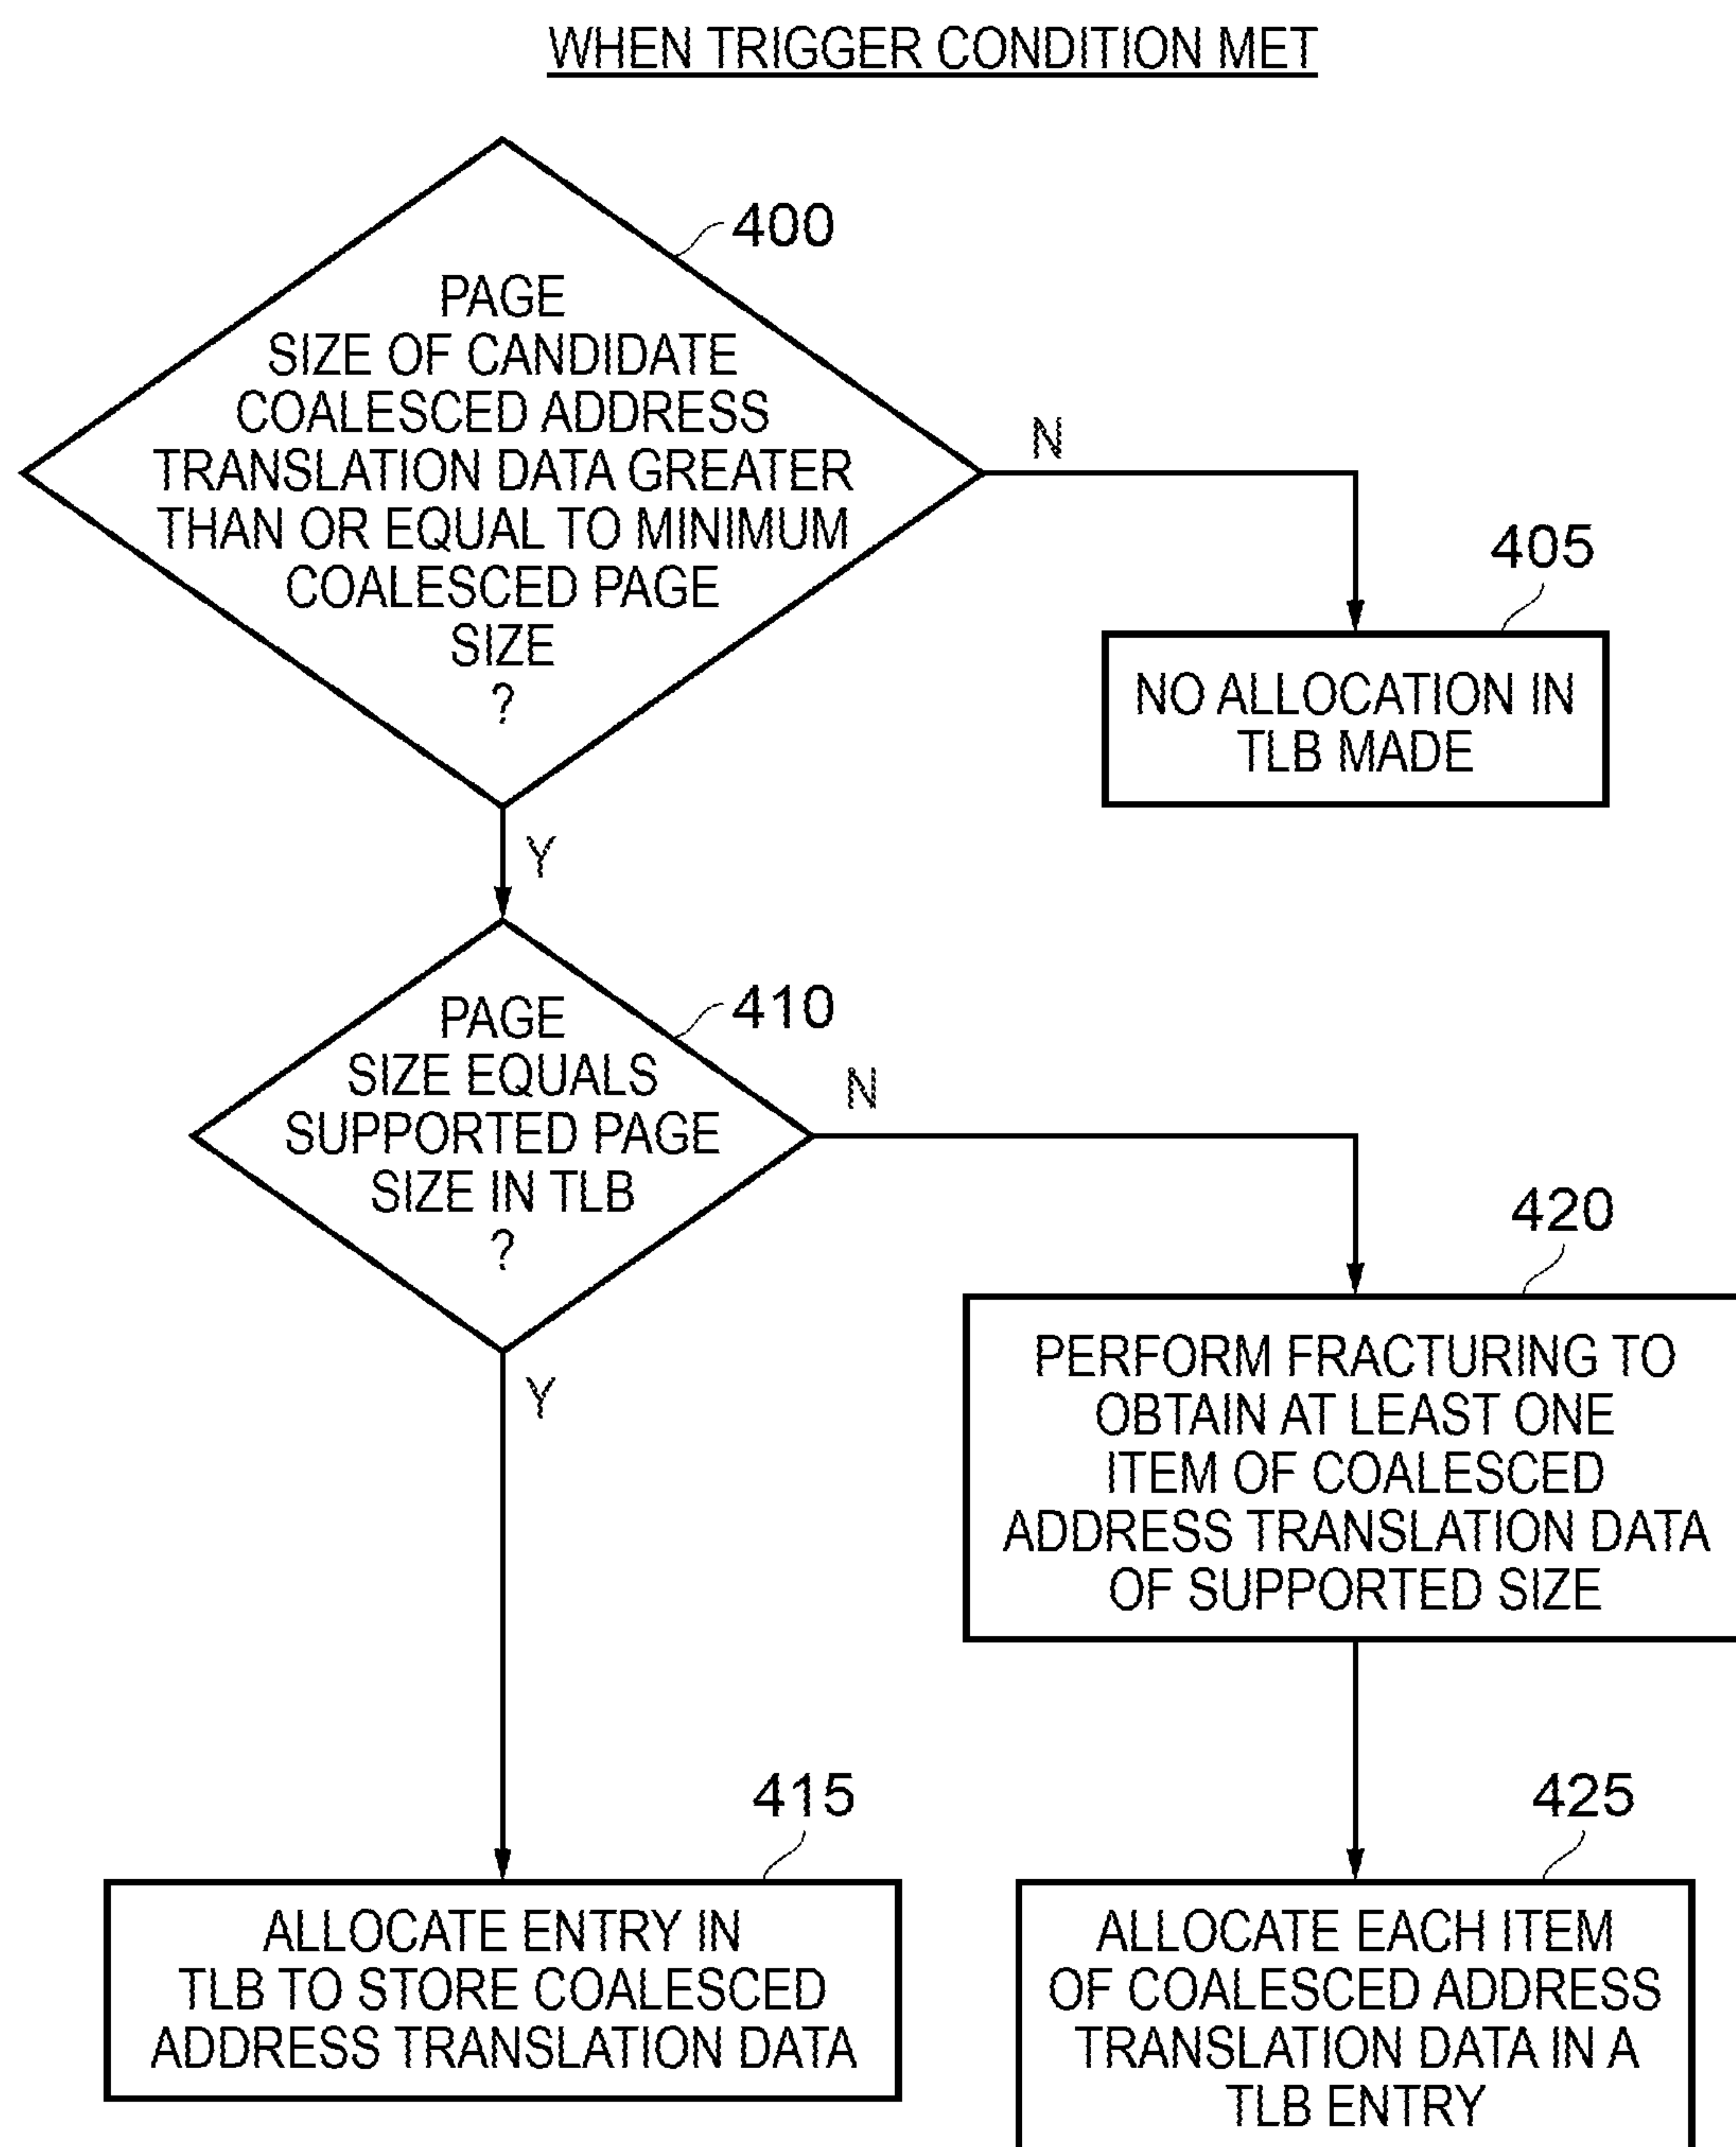 WHEN TRIGGER CONDITION MET
400
PAGE
SIZE OF CANDIDATE
COALESCED ADDRESS
TRANSLATION DATA GREATER
THAN OR EQUAL TO MINIMUM
COALESCED PAGE
SIZE
?
N
405
NO ALLOCATION IN
TLB MADE
Y
410
PAGE
SIZE EQUALS
SUPPORTED PAGE
SIZE IN TLB
?
N
420
PERFORM FRACTURING TO
OBTAIN AT LEAST ONE
ITEM OF COALESCED
ADDRESS TRANSLATION DATA
OF SUPPORTED SIZE
Y
415
ALLOCATE ENTRY IN
TLB TO STORE COALESCED
ADDRESS TRANSLATION DATA
425
ALLOCATE EACH ITEM
OF COALESCED ADDRESS
TRANSLATION DATA IN A
TLB ENTRY